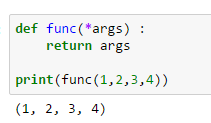 def func(*args) :
    return args
print(func(1,2,3,4))
(1, 2, 3, 4)